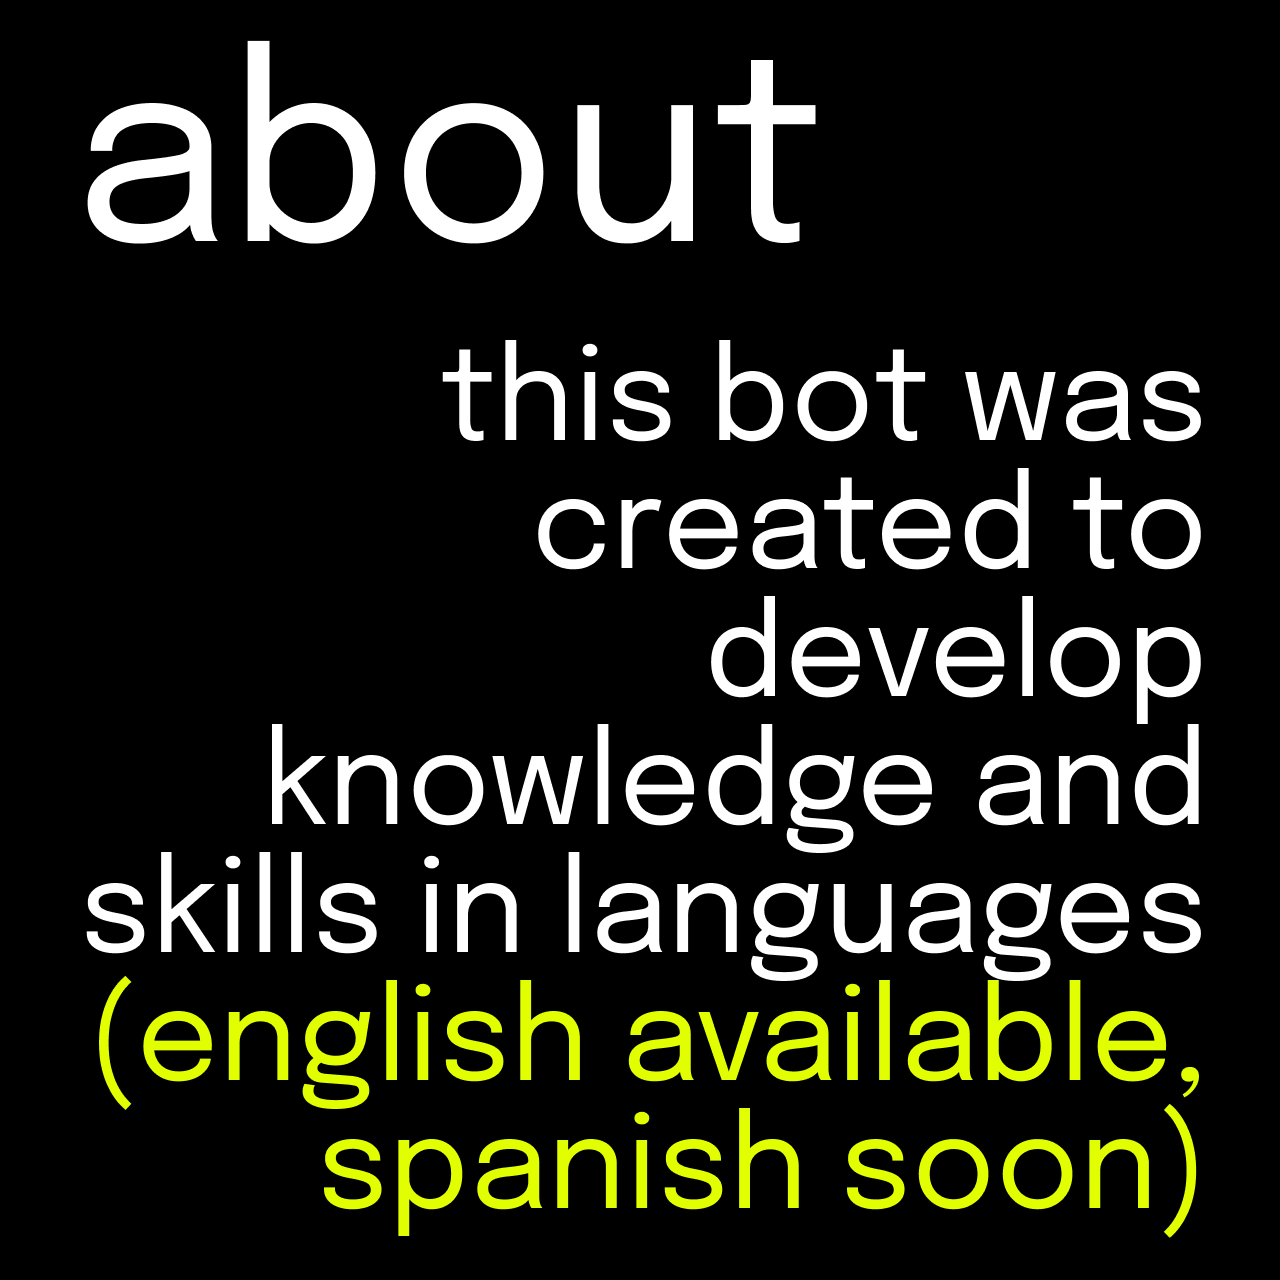 about
this bot was
created to
develop
knowledge and
skills in languages
(english available,
spanish soon)